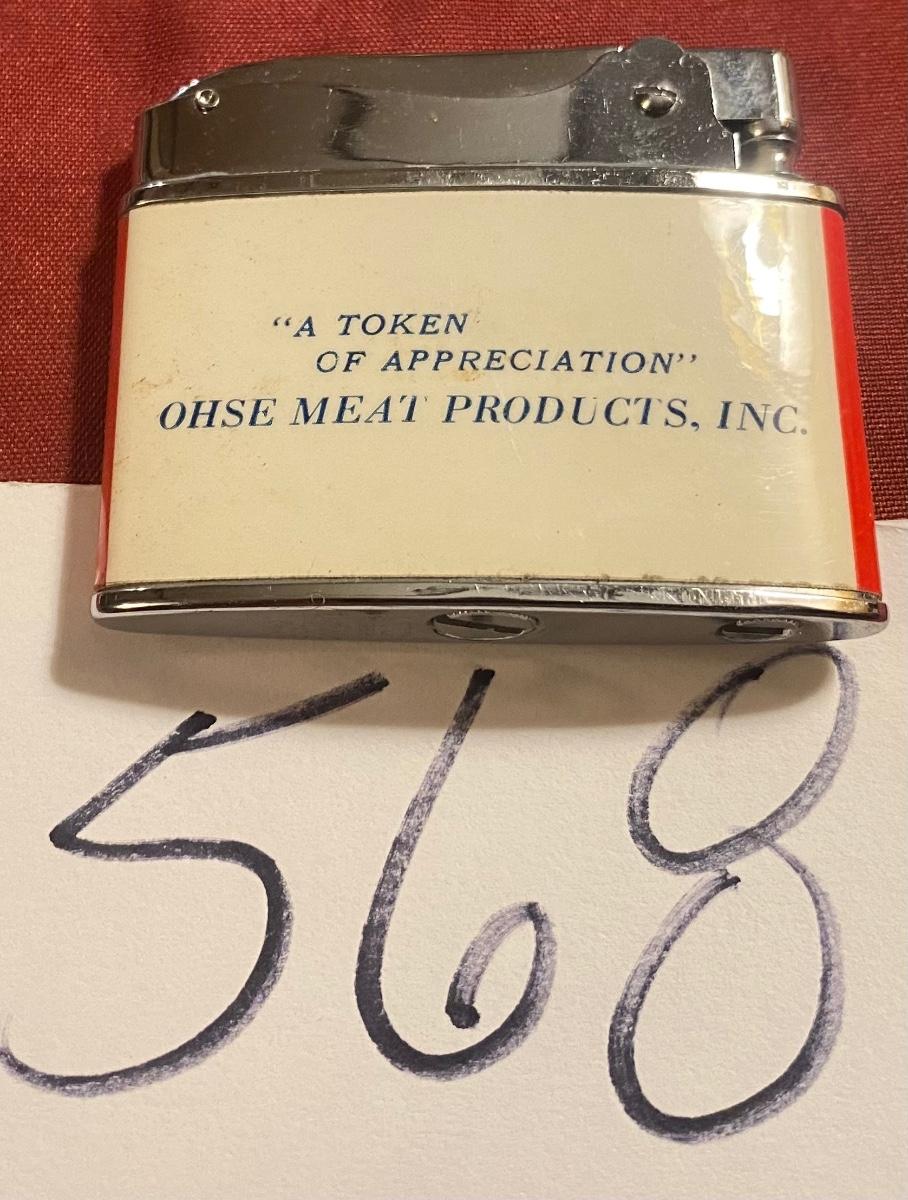 “A TOKEN
OF APPRECIATION”
OHSE MEAT PRODUCTS, INC.
568